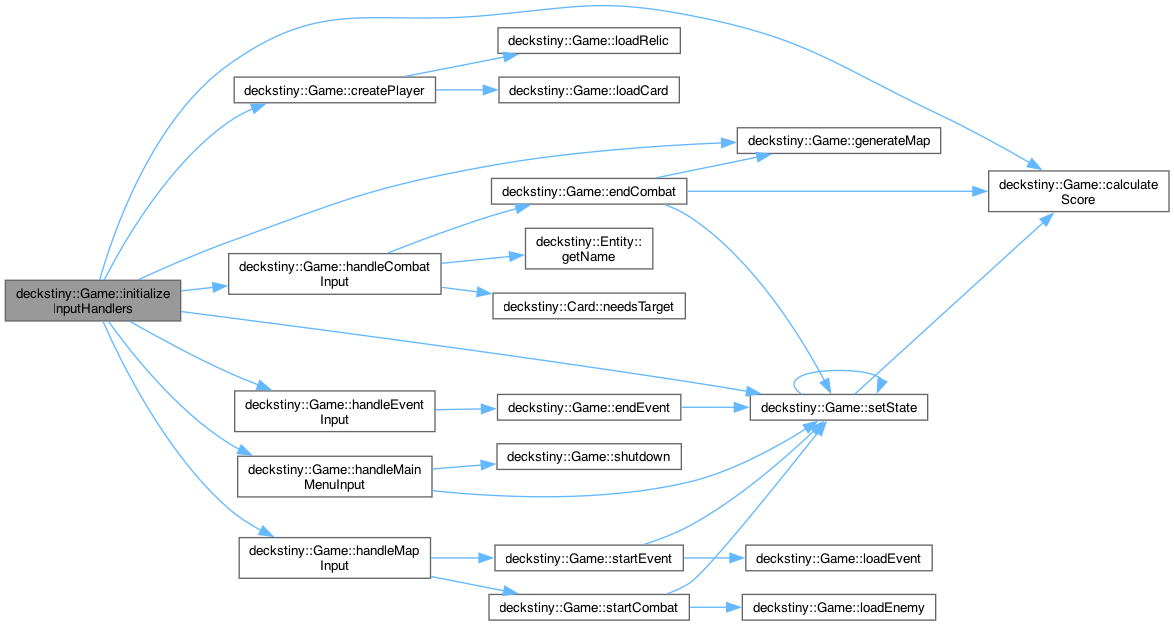 deckstiny::Game::loadRelic
deckstiny::Game::createPlayer
deckstiny::Game::loadCard
deckstiny::Game::generateMap
deckstiny::Game::endCombat
deckstiny::Game::calculate
Score
deckstiny::Entity::
getName
deckstiny::Game::handleCombat
Input
deckstiny::Game::initialize
InputHandlers
deckstiny::Card::needsTarget
deckstiny::Game::handleEvent
Input
deckstiny::Game::endEvent
deckstiny::Game::setState
deckstiny::Game::shutdown
deckstiny::Game::handleMain
MenuInput
deckstiny::Game::handleMap
Input
deckstiny::Game::startEvent
deckstiny::Game::loadEvent
deckstiny::Game::startCombat
deckstiny::Game::loadEnemy